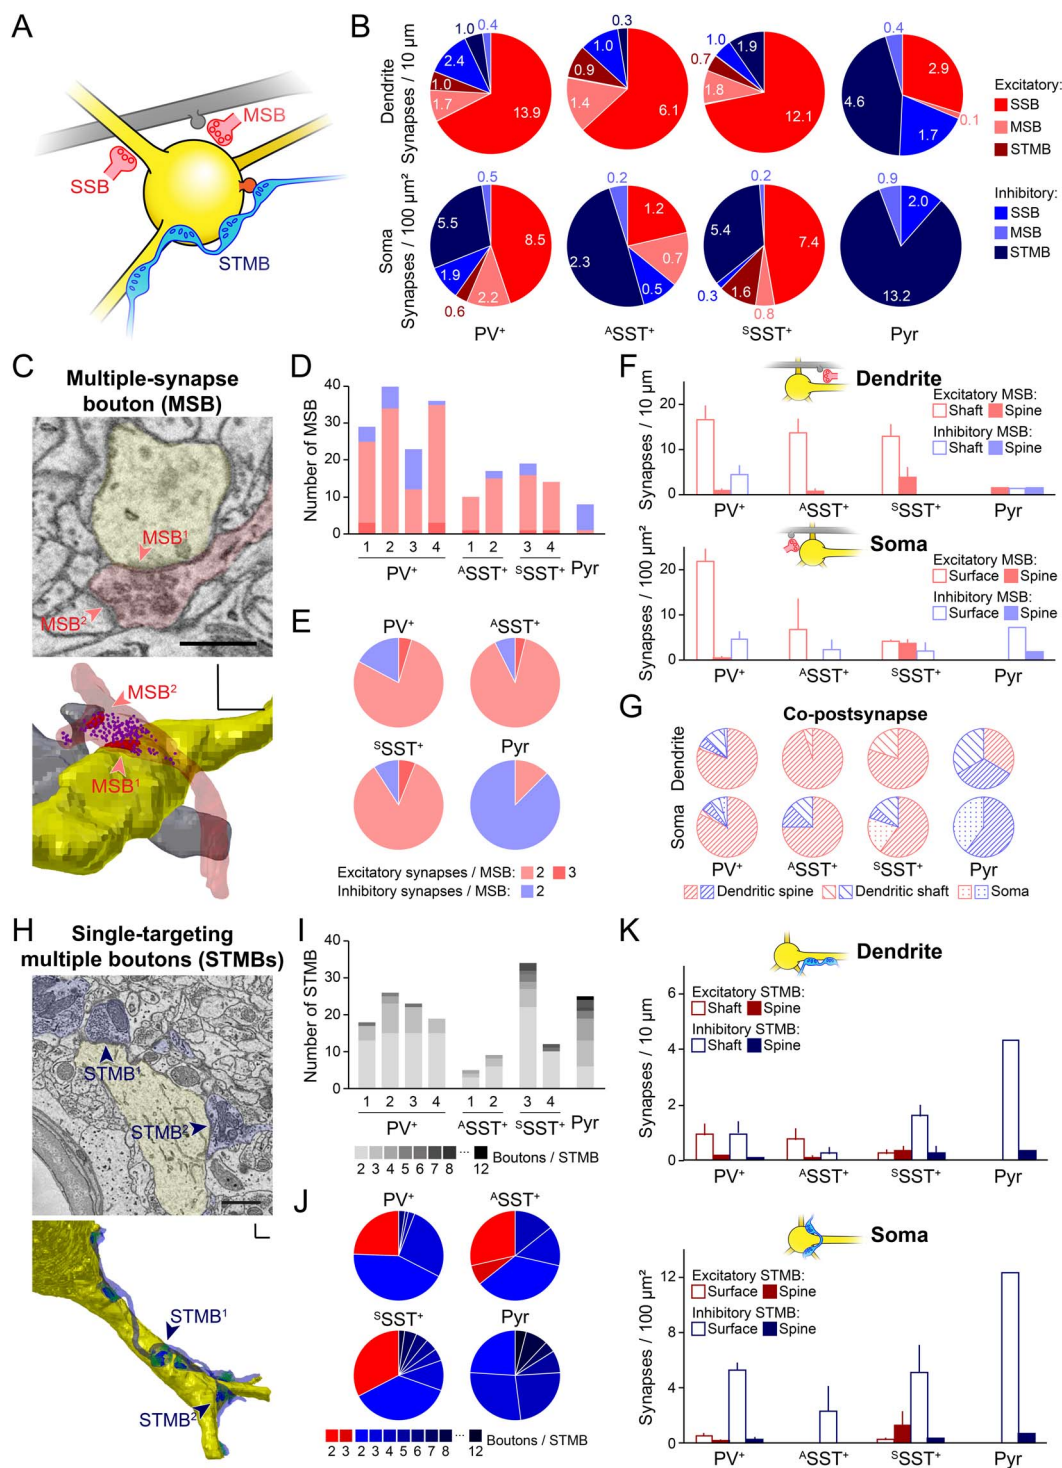 A
MSB
SSB
STMB
B
Dendrite
Synapses / 10 µm
1.0
0.4
2.4
1.0
1.7
13.9
0.3
1.0
0.9
1.4
6.1
1.0
1.9
0.7
1.8
12.1
0.4
2.9
4.6
0.1
1.7
Excitatory:
SSB
MSB
STMB
Soma
Synapses / 100 µm²
0.5
5.5
8.5
1.9
0.6
2.2
0.2
1.2
2.3
0.7
0.5
0.2
5.4
7.4
0.3
1.6
0.8
0.9
2.0
13.2
Inhibitory:
SSB
MSB
STMB
PV⁺
ᴬSST⁺
ˢSST⁺
Pyr
C
Multiple-synapse
bouton (MSB)
MSB¹
MSB²
MSB²
MSB¹
D
Number of MSB
40
30
20
10
0
1 2 3 4 1 2 3 4
PV⁺ ᴬSST⁺ ˢSST⁺ Pyr
E
PV⁺ ᴬSST⁺
ˢSST⁺ Pyr
Excitatory synapses / MSB: 2 3
Inhibitory synapses / MSB: 2
F
Dendrite
Synapses / 10 µm
20
10
0
Excitatory MSB:
Shaft Spine
Inhibitory MSB:
Shaft Spine
PV⁺ ᴬSST⁺ ˢSST⁺ Pyr
Soma
Synapses / 100 µm²
20
10
0
Excitatory MSB:
Surface Spine
Inhibitory MSB:
Surface Spine
PV⁺ ᴬSST⁺ ˢSST⁺ Pyr
G
Co-postsynapse
Dendrite
Soma
PV⁺ ᴬSST⁺ ˢSST⁺ Pyr
Dendritic spine Dendritic shaft Soma
H
Single-targeting
multiple boutons (STMBs)
STMB¹
STMB²
STMB¹
STMB²
I
Number of STMB
40
30
20
10
0
1 2 3 4 1 2 3 4
PV⁺ ᴬSST⁺ ˢSST⁺ Pyr
··· Boutons / STMB
2 3 4 5 6 7 8 12
J
PV⁺ ᴬSST⁺
ˢSST⁺ Pyr
··· Boutons / STMB
2 3 2 3 4 5 6 7 8 12
K
Dendrite
Synapses / 10 µm
6
4
2
0
Excitatory STMB:
Shaft Spine
Inhibitory STMB:
Shaft Spine
PV⁺ ᴬSST⁺ ˢSST⁺ Pyr
Soma
Synapses / 100 µm²
12
8
4
0
Excitatory STMB:
Surface Spine
Inhibitory STMB:
Surface Spine
PV⁺ ᴬSST⁺ ˢSST⁺ Pyr